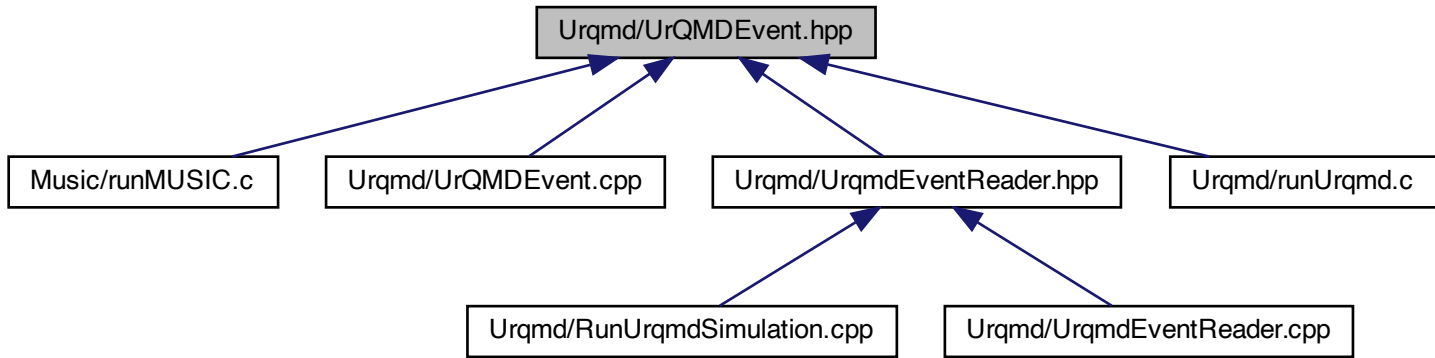 Urqmd/UrQMDEvent.hpp
Music/runMUSIC.c
Urqmd/UrQMDEvent.cpp
Urqmd/UrqmdEventReader.hpp
Urqmd/runUrqmd.c
Urqmd/RunUrqmdSimulation.cpp
Urqmd/UrqmdEventReader.cpp